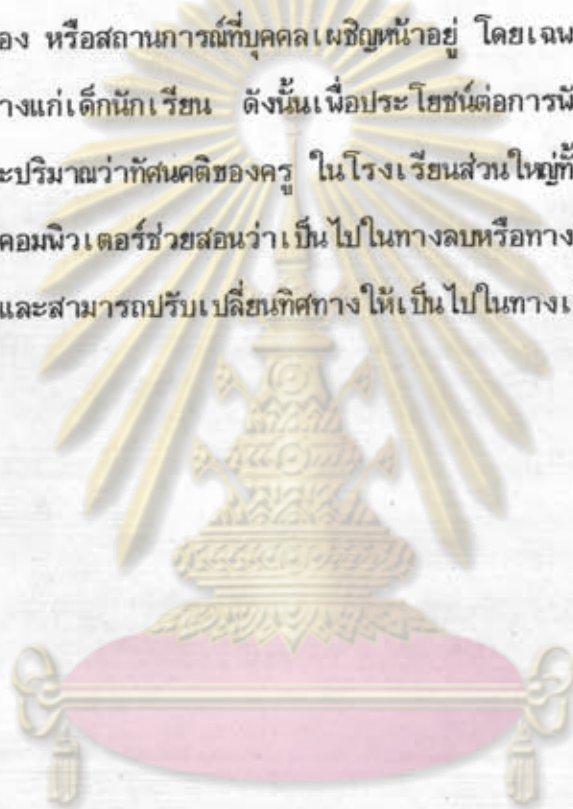 อง หรือสถานการณ์ที่บุคคลเผชิญหน้าอยู่ โดยเฉพ
างแก่เด็กนักเรียน ดังนั้นเพื่อประโยชน์ต่อการพั
ะปริมาณว่าทัศนคติของครู ในโรงเรียนส่วนใหญ่ทั้
คอมพิวเตอร์ช่วยสอนว่าเป็นไปในทางลบหรือทาง
และสามารถปรับเปลี่ยนทิศทางให้เป็นไปในทางเ